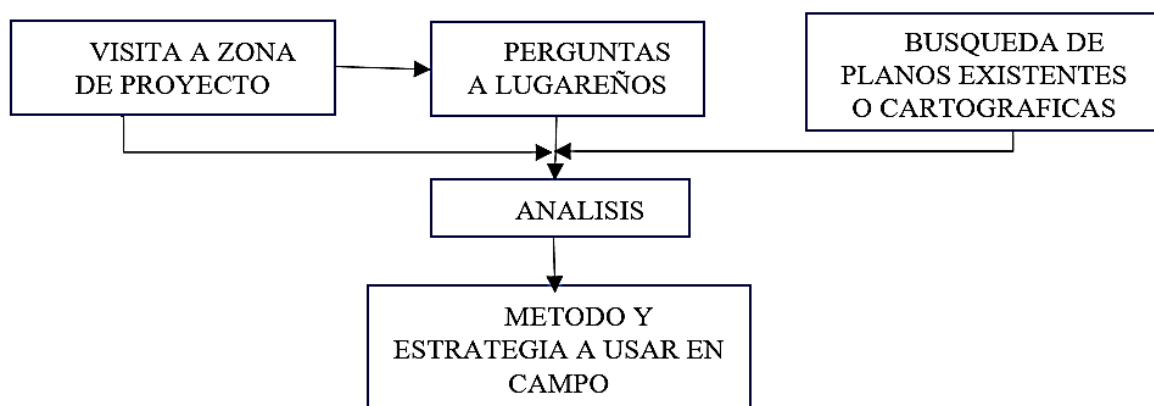 VISITA A ZONA
DE PROYECTO
PERGUNTAS
A LUGAREÑOS
BUSQUEDA DE
PLANOS EXISTENTES
O CARTOGRAFICAS
ANALISIS
METODO Y
ESTRATEGIA A USAR EN
CAMPO